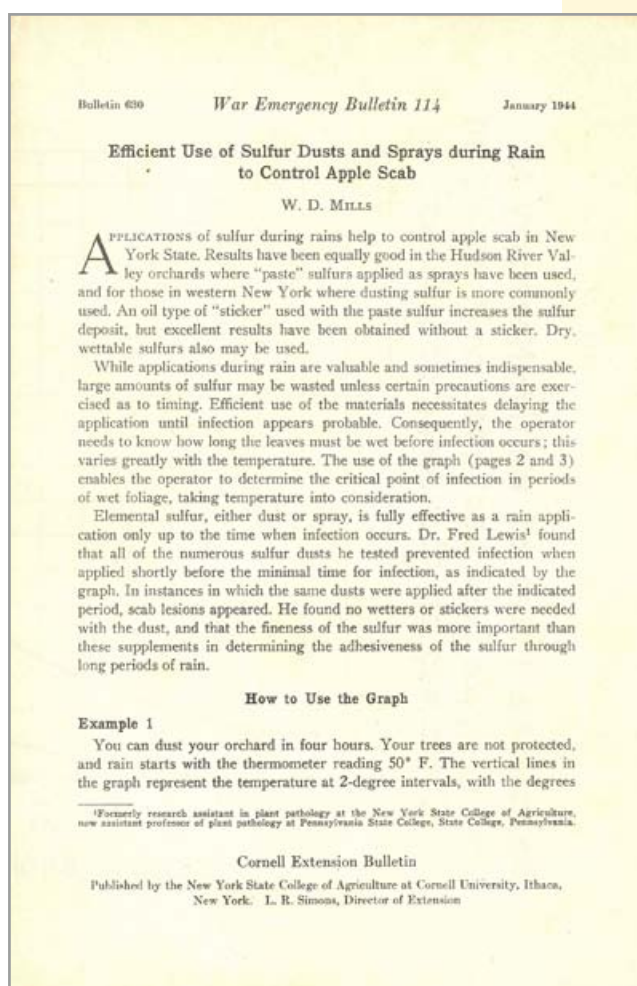 Bulletin 630 War Emergency Bulletin 114 January 1944
Efficient Use of Sulfur Dusts and Sprays during Rain
to Control Apple Scab
W. D. MILLS
APPLICATIONS of sulfur during rains help to control apple scab in New
York State. Results have been equally good in the Hudson River Val-
ley orchards where "paste" sulfurs applied as sprays have been used,
and for those in western New York where dusting sulfur is more commonly
used. An oil type of "sticker" used with the paste sulfur increases the sulfur
deposit, but excellent results have been obtained without a sticker. Dry,
wettable sulfurs also may be used.
While applications during rain are valuable and sometimes indispensable,
large amounts of sulfur may be wasted unless certain precautions are exer-
cised as to timing. Efficient use of the materials necessitates delaying the
application until infection appears probable. Consequently, the operator
needs to know how long the leaves must be wet before infection occurs; this
varies greatly with the temperature. The use of the graph (pages 2 and 3)
enables the operator to determine the critical point of infection in periods
of wet foliage, taking temperature into consideration.
Elemental sulfur, either dust or spray, is fully effective as a rain appli-
cation only up to the time when infection occurs. Dr. Fred Lewis¹ found
that all of the numerous sulfur dusts he tested prevented infection when
applied shortly before the minimal time for infection, as indicated by the
graph. In instances in which the same dusts were applied after the indicated
period, scab lesions appeared. He found no wetters or stickers were needed
with the dust, and that the fineness of the sulfur was more important than
these supplements in determining the adhesiveness of the sulfur through
long periods of rain.
How to Use the Graph
Example 1
You can dust your orchard in four hours. Your trees are not protected,
and rain starts with the thermometer reading 50° F. The vertical lines in
the graph represent the temperature at 2-degree intervals, with the degrees
¹Formerly research assistant in plant pathology at the New York State College of Agriculture,
now assistant professor of plant pathology at Pennsylvania State College, State College, Pennsylvania.
Cornell Extension Bulletin
Published by the New York State College of Agriculture at Cornell University, Ithaca,
New York. L. R. Simons, Director of Extension